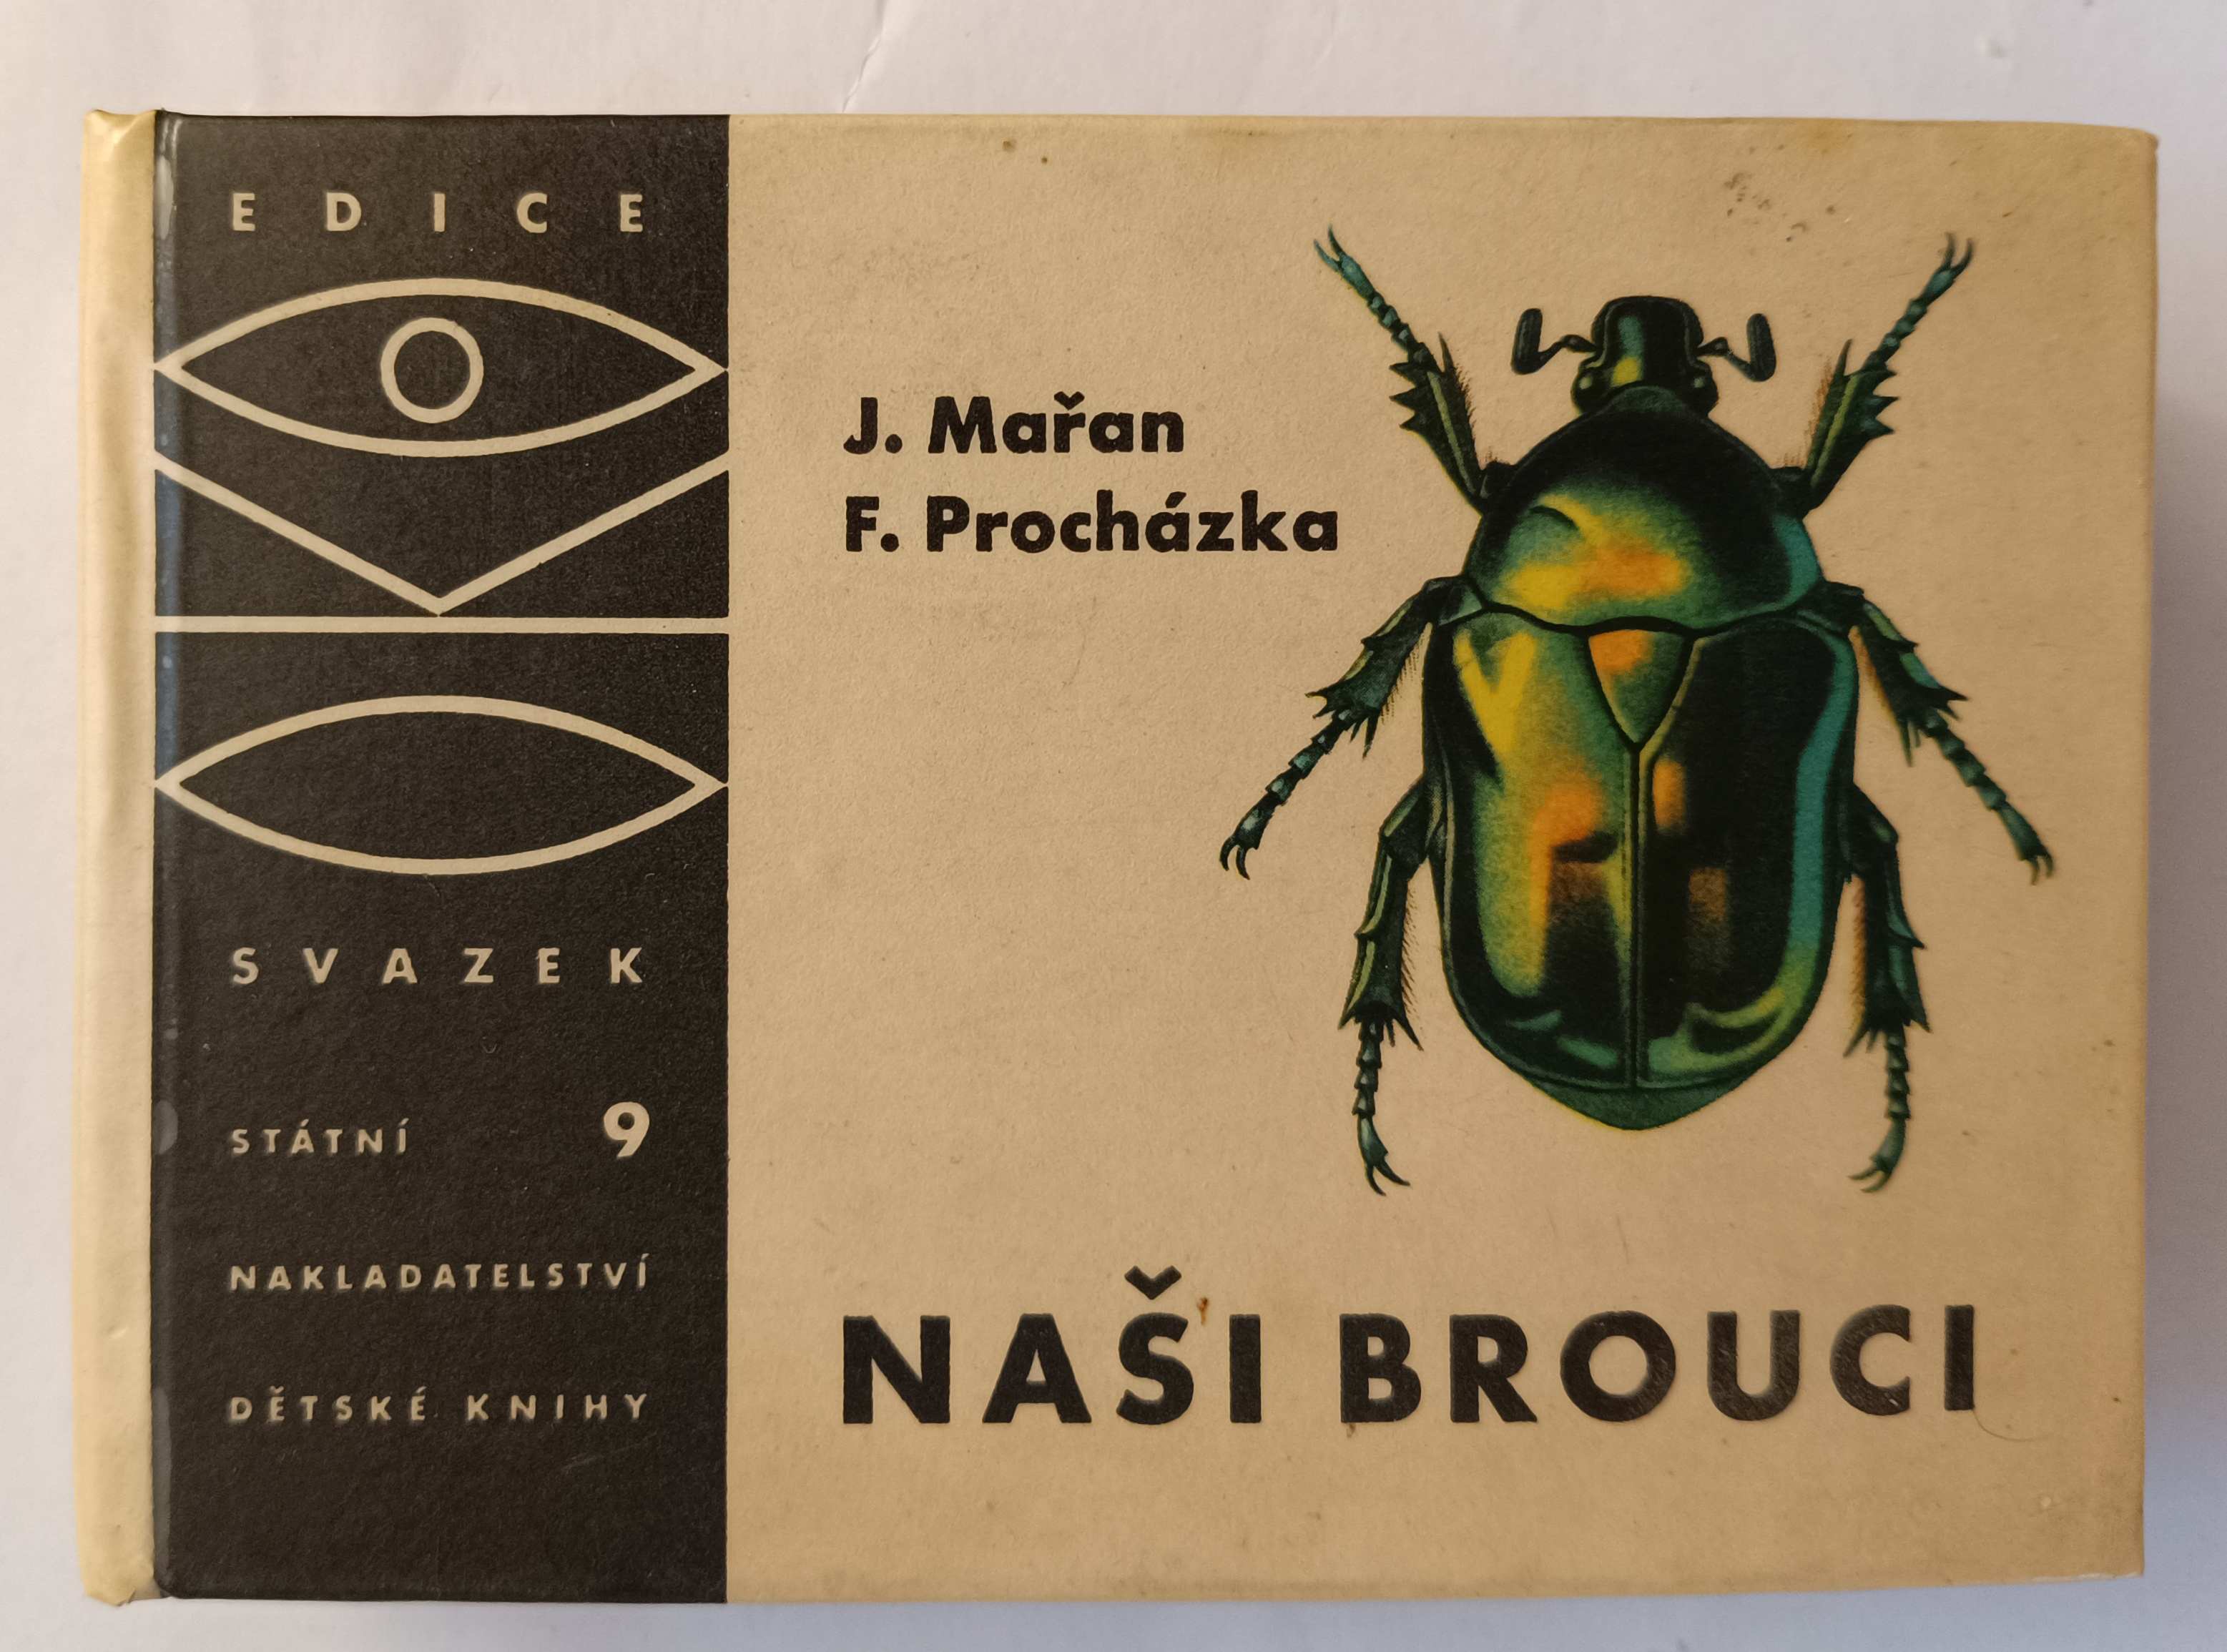 EDICE
SVAZEK
STÁTNÍ 9
NAKLADATELSTVÍ
DĚTSKÉ KNIHY
J. Mařan
F. Procházka
NAŠI BROUCI